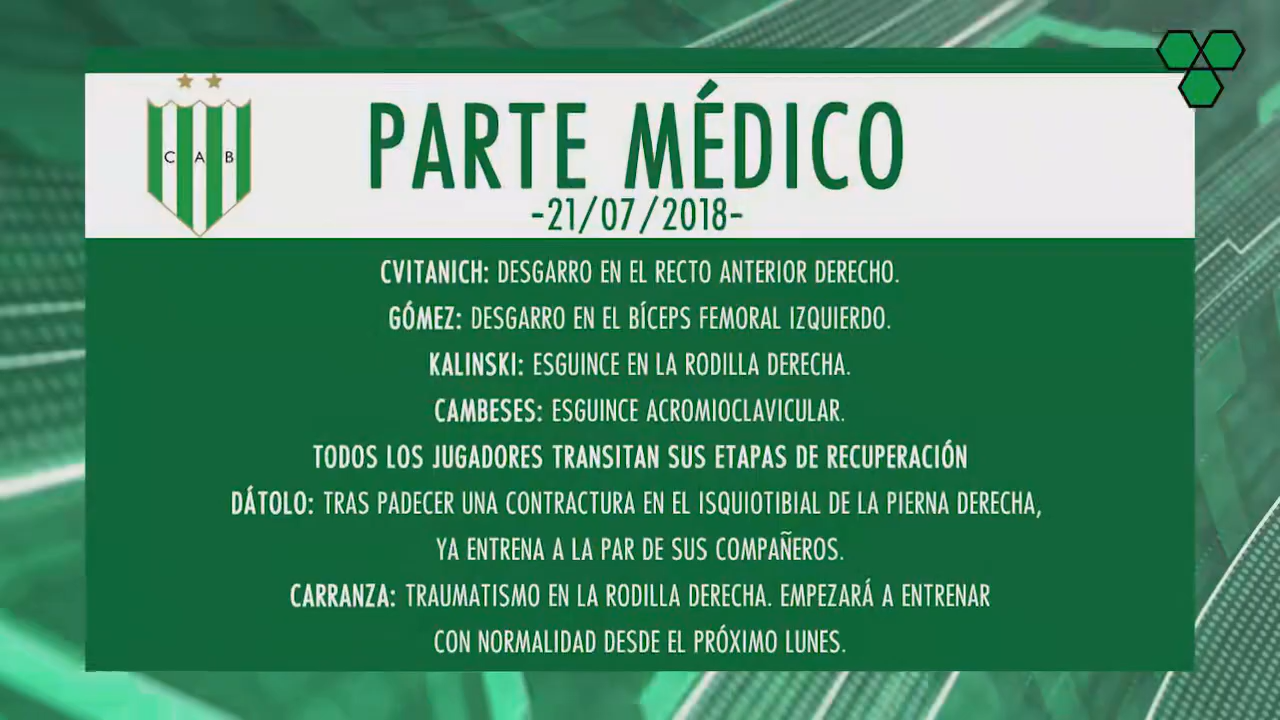 C A B
PARTE MÉDICO
-21/07/2018-
CVITANICH: DESGARRO EN EL RECTO ANTERIOR DERECHO.
GÓMEZ: DESGARRO EN EL BÍCEPS FEMORAL IZQUIERDO.
KALINSKI: ESGUINCE EN LA RODILLA DERECHA.
CAMBESES: ESGUINCE ACROMIOCLAVICULAR.
TODOS LOS JUGADORES TRANSITAN SUS ETAPAS DE RECUPERACIÓN
DÁTOLO: TRAS PADECER UNA CONTRACTURA EN EL ISQUIOTIBIAL DE LA PIERNA DERECHA,
YA ENTRENA A LA PAR DE SUS COMPAÑEROS.
CARRANZA: TRAUMATISMO EN LA RODILLA DERECHA. EMPEZARÁ A ENTRENAR
CON NORMALIDAD DESDE EL PRÓXIMO LUNES.